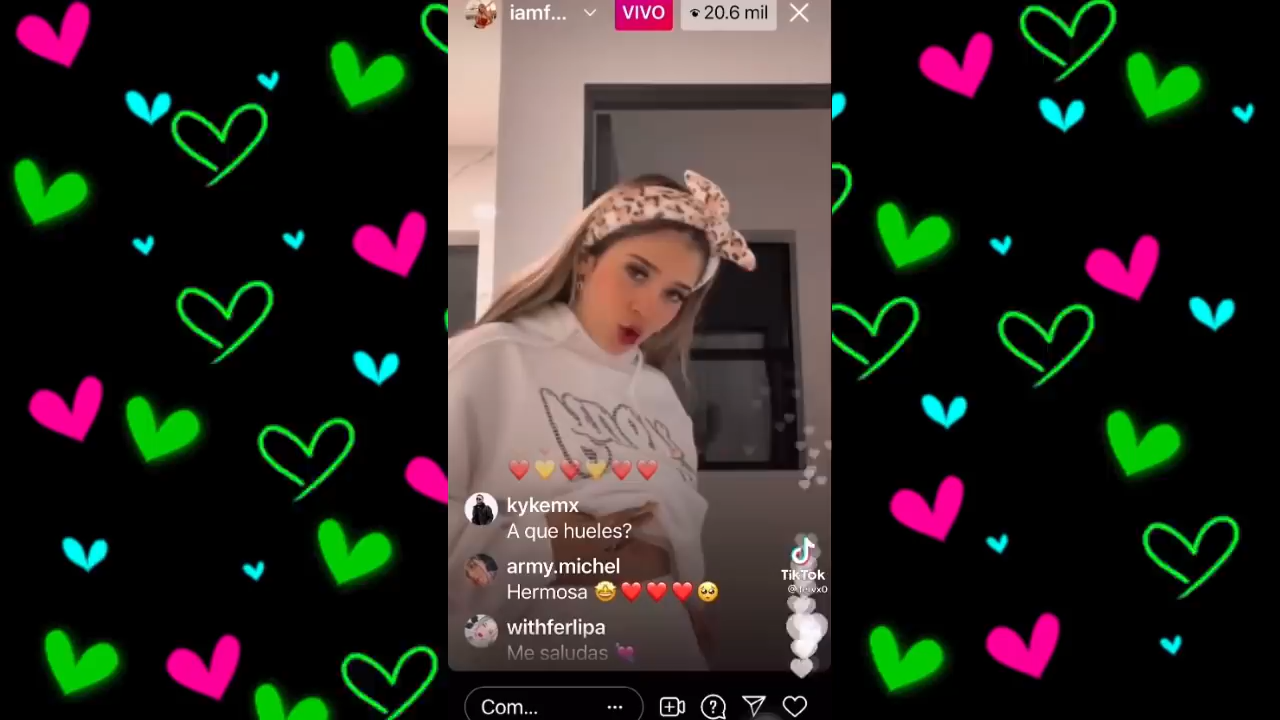 iamf...
VIVO
20.6 mil
kykemx
A que hueles?
army.michel
Hermosa 🤩❤️❤️❤️🥺
withferlipa
Me saludas 💘
TikTok
Com...